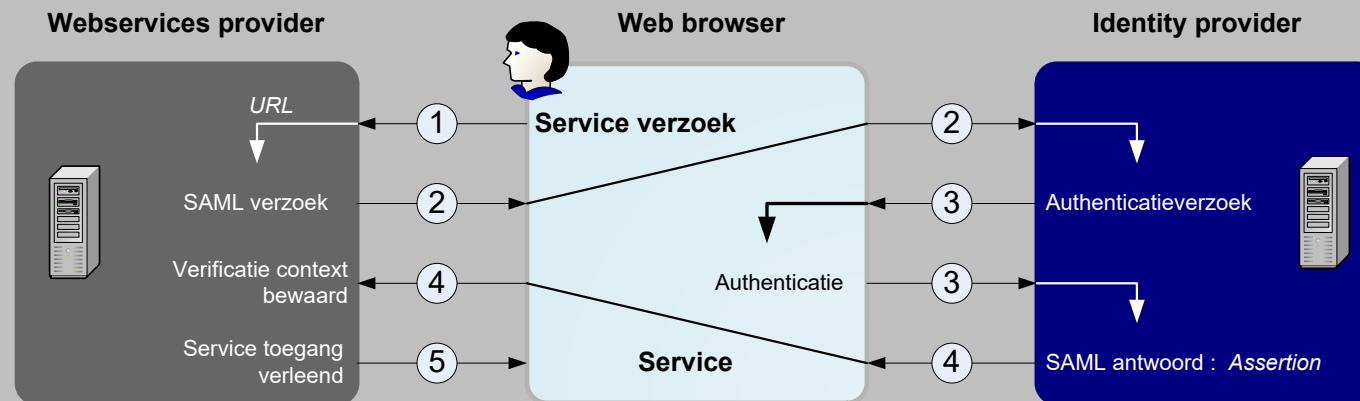 Webservices provider
Web browser
Identity provider
URL
1
Service verzoek
2
SAML verzoek
2
3
Authenticatieverzoek
Verificatie context
bewaard
4
Authenticatie
3
Service toegang
verleend
5
Service
4
SAML antwoord : Assertion